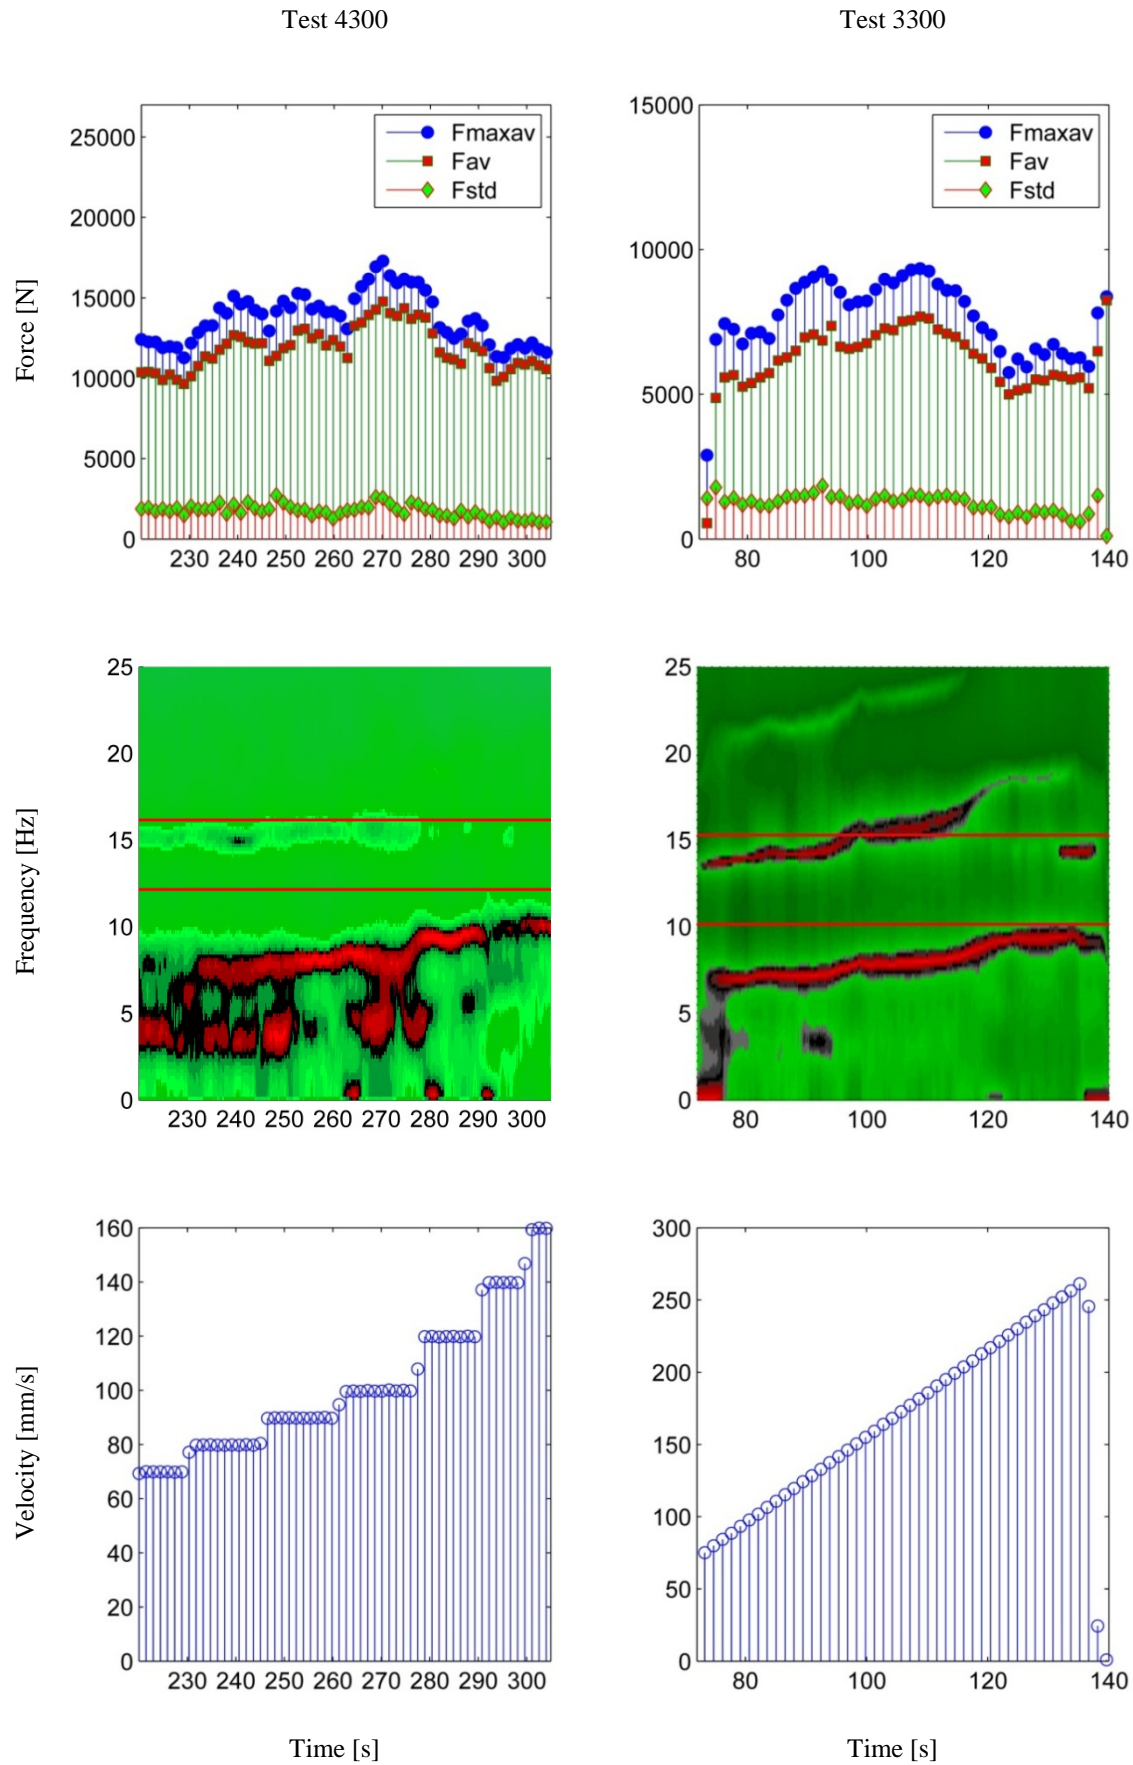 Test 4300
Test 3300
Force [N]
25000
20000
15000
10000
5000
0
Fmaxav
Fav
Fstd
230 240 250 260 270 280 290 300
15000
10000
5000
0
Fmaxav
Fav
Fstd
80 100 120 140
Frequency [Hz]
25
20
15
10
5
0
230 240 250 260 270 280 290 300
25
20
15
10
5
0
80 100 120 140
Velocity [mm/s]
160
140
120
100
80
60
40
20
0
230 240 250 260 270 280 290 300
300
250
200
150
100
50
0
80 100 120 140
Time [s]
Time [s]